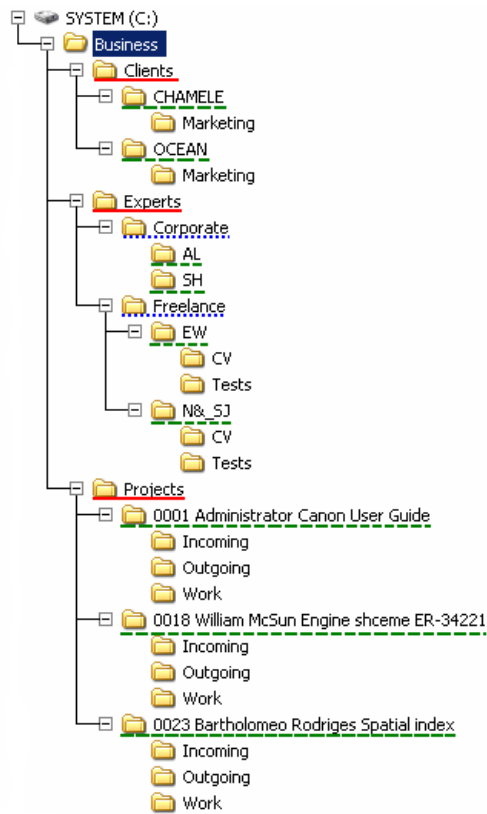 SYSTEM (C:)
Business
Clients
CHAMELE
Marketing
OCEAN
Marketing
Experts
Corporate
AL
SH
Freelance
EW
CV
Tests
N&_SJ
CV
Tests
Projects
0001 Administrator Canon User Guide
Incoming
Outgoing
Work
0018 William McSun Engine shceme ER-34221
Incoming
Outgoing
Work
0023 Bartholomeo Rodriges Spatial index
Incoming
Outgoing
Work